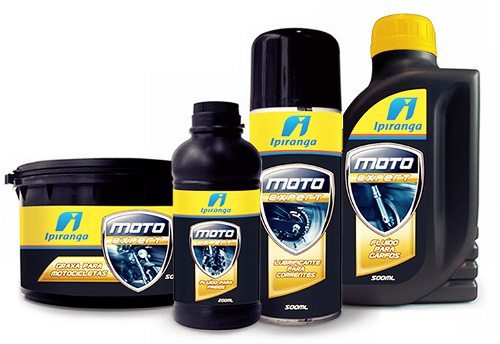 Ipiranga
MOTO
expert
GRAXA PARA
MOTOCICLETAS
Ipiranga
MOTO
expert
FLUIDO PARA
FREIOS
200ML
Ipiranga
MOTO
expert
LUBRIFICANTE
PARA
CORRENTES
500ML
Ipiranga
MOTO
expert
FLUIDO
PARA
GARFOS
500ML